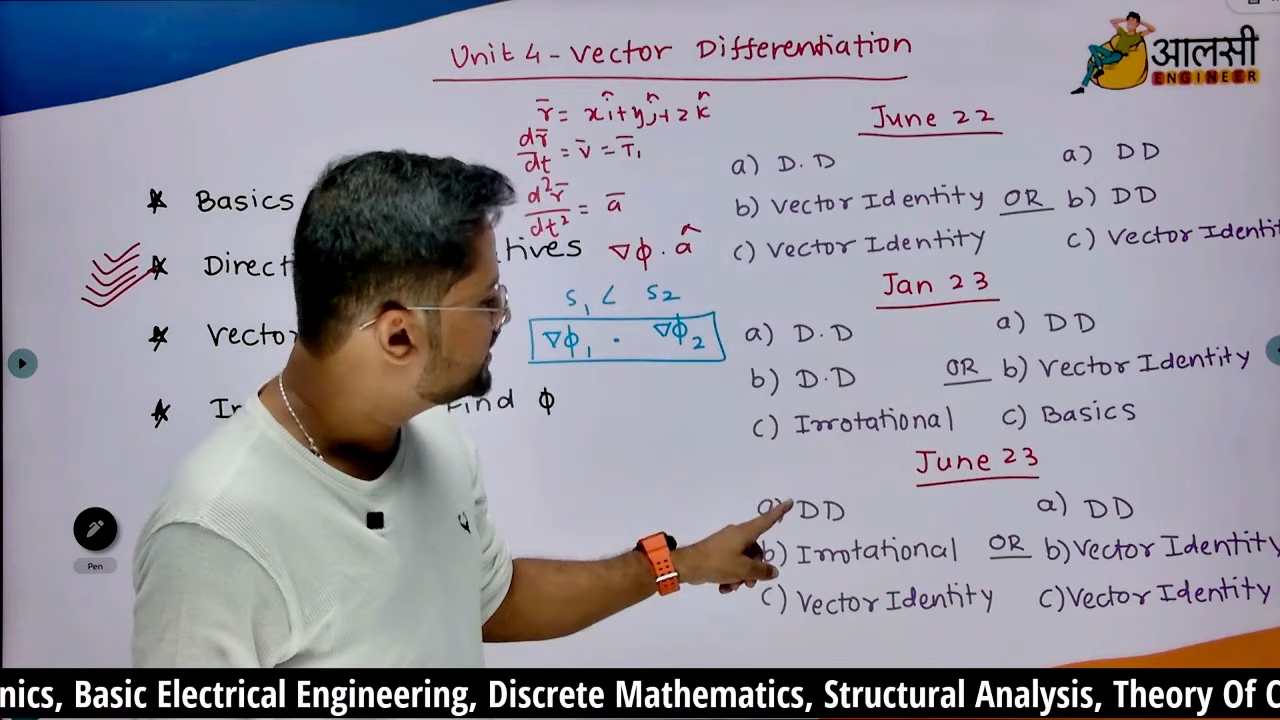 Unit 4 - Vector Differentiation
आलसी
ENGINEER
r̄ = xî + yĵ + zk̂
dr̄/dt = v̄ = T̄,
d²r̄/dt² = ā
* Basics
* Direct tives ∇ϕ . â
* Vector
* Ir Find ϕ
S₁ ∠ S₂
∇ϕ₁ . ∇ϕ₂
June 22
a) D.D a) DD
b) Vector Identity OR b) DD
c) Vector Identity c) Vector Identit
Jan 23
a) D.D a) DD
b) D.D OR b) Vector Identity
c) Irrotational c) Basics
June 23
a) DD a) DD
b) Irrotational OR b) Vector Identity
c) Vector Identity c) Vector Identity
Pen
nics, Basic Electrical Engineering, Discrete Mathematics, Structural Analysis, Theory Of